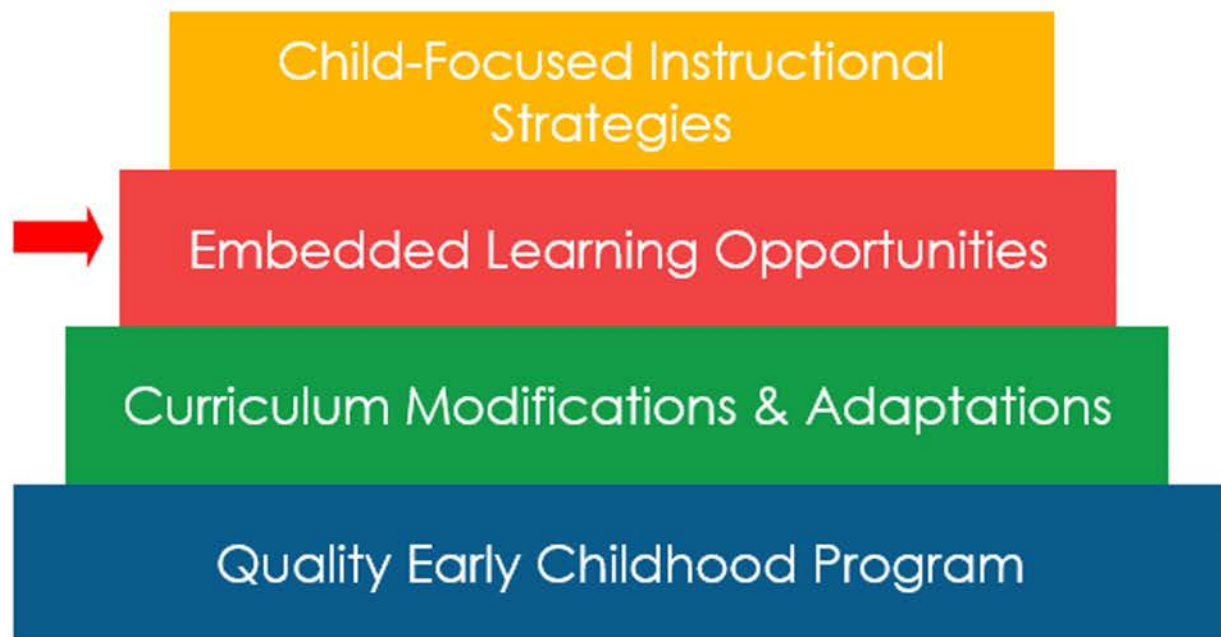 Child-Focused Instructional
Strategies
Embedded Learning Opportunities
Curriculum Modifications & Adaptations
Quality Early Childhood Program